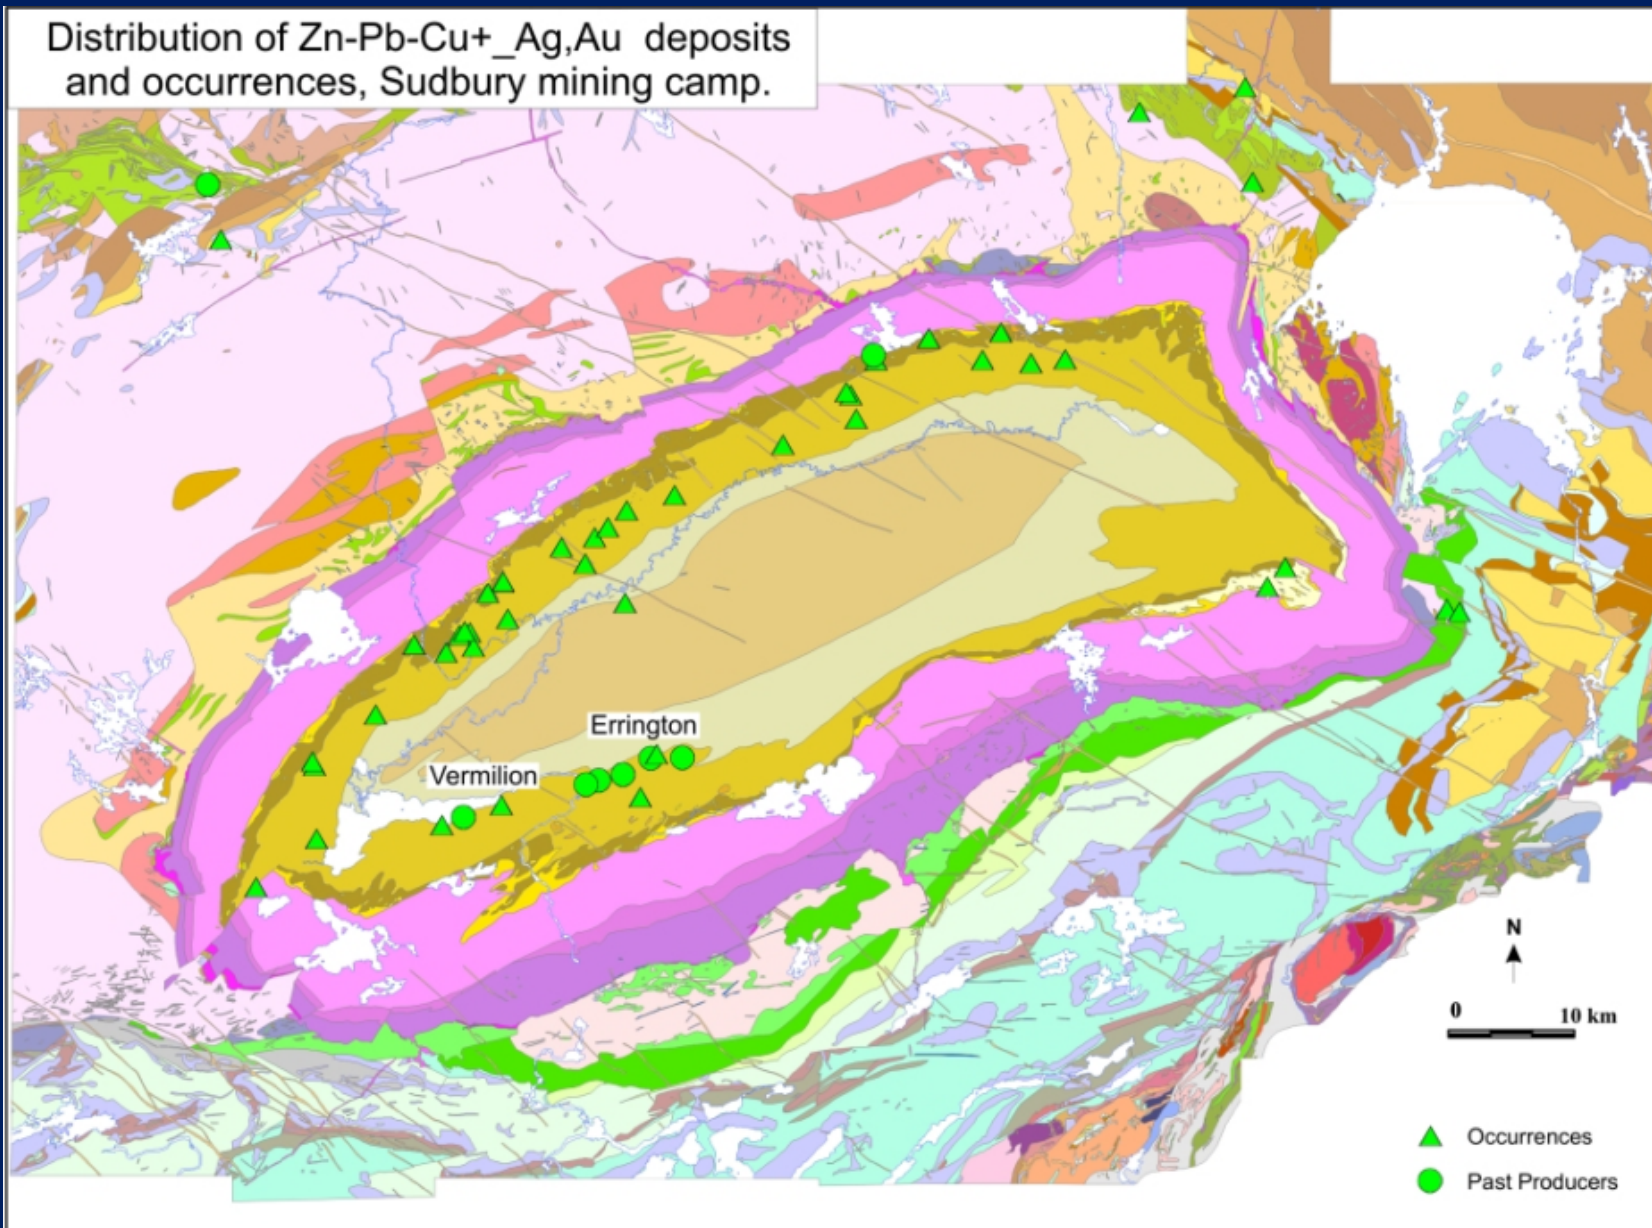 Distribution of Zn-Pb-Cu+_Ag,Au deposits
and occurrences, Sudbury mining camp.
Errington
Vermilion
N
0 10 km
Occurrences
Past Producers